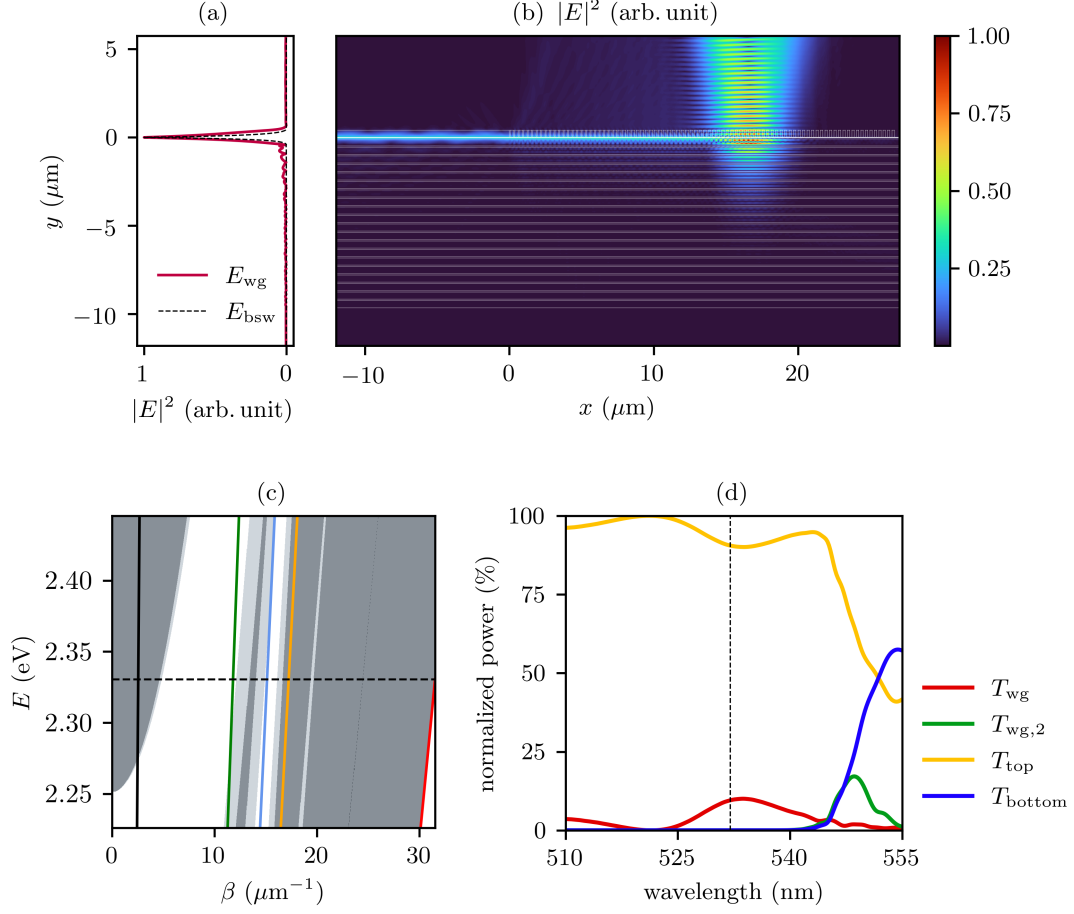 (a)
5
0
−5
−10
y (μm)
E_wg
E_bsw
1
0
|E|² (arb. unit)
(b) |E|² (arb. unit)
−10
0
10
20
x (μm)
1.00
0.75
0.50
0.25
(c)
2.40
2.35
2.30
2.25
E (eV)
0
10
20
30
β (μm⁻¹)
(d)
100
75
50
25
0
normalized power (%)
510
525
540
555
wavelength (nm)
T_wg
T_wg,2
T_top
T_bottom